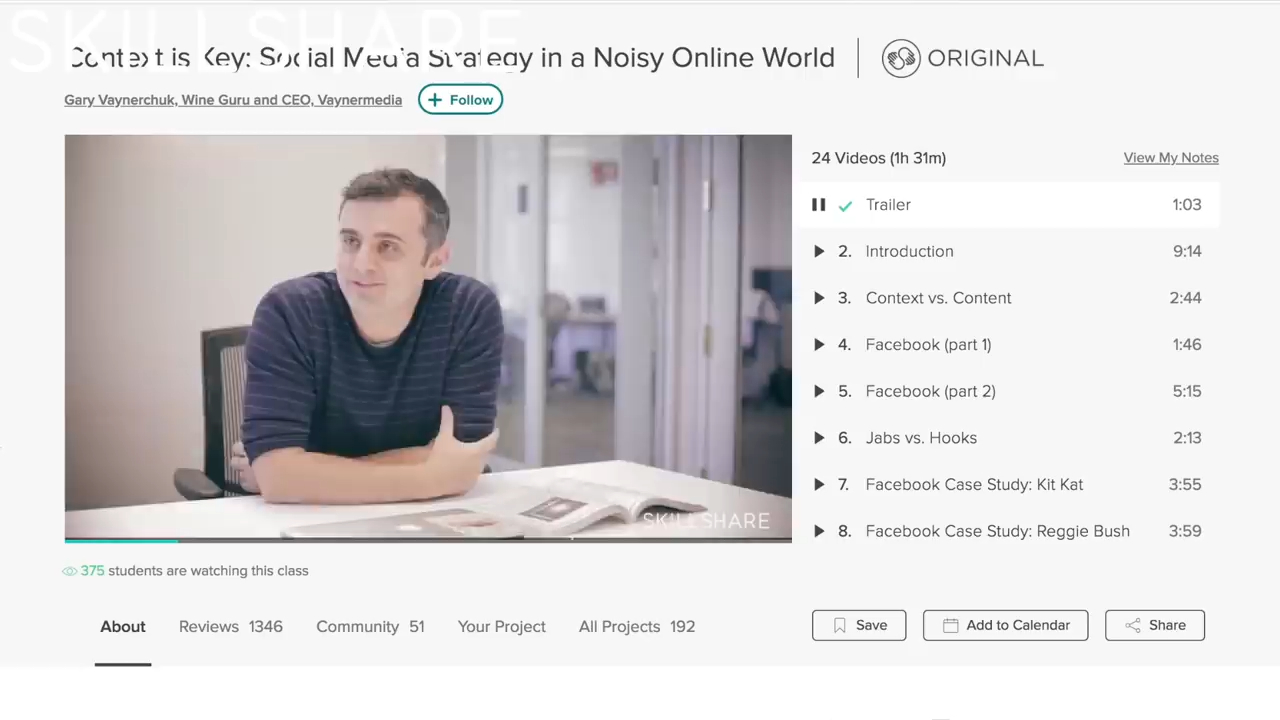 SKILLSHARE
Context is Key: Social Media Strategy in a Noisy Online World
ORIGINAL
Gary Vaynerchuk, Wine Guru and CEO, Vaynermedia
+ Follow
24 Videos (1h 31m)
View My Notes
Trailer 1:03
2. Introduction 9:14
3. Context vs. Content 2:44
4. Facebook (part 1) 1:46
5. Facebook (part 2) 5:15
6. Jabs vs. Hooks 2:13
7. Facebook Case Study: Kit Kat 3:55
8. Facebook Case Study: Reggie Bush 3:59
SKILLSHARE
375 students are watching this class
About Reviews 1346 Community 51 Your Project All Projects 192
Save Add to Calendar Share